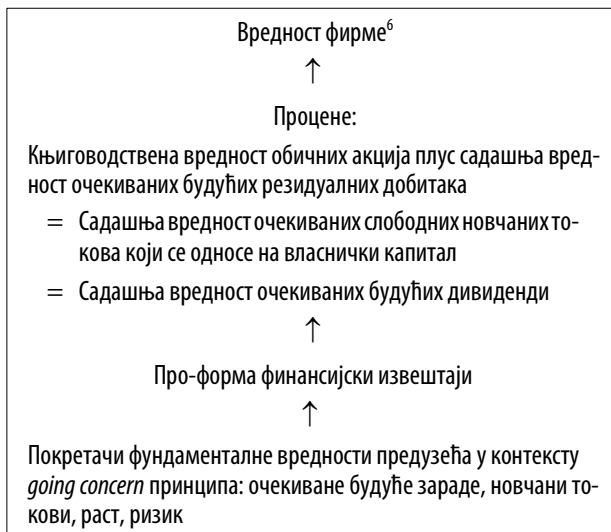 Вредност фирме⁶
↑
Процене:
Књиговодствена вредност обичних акција плус садашња вред-
ност очекиваних будућих резидуалних добитака
= Садашња вредност очекиваних слободних новчаних то-
кова који се односе на власнички капитал
= Садашња вредност очекиваних будућих дивиденди
↑
Про-форма финансијски извештаји
↑
Покретачи фундаменталне вредности предузећа у контексту
going concern принципа: очекиване будуће зараде, новчани то-
кови, раст, ризик